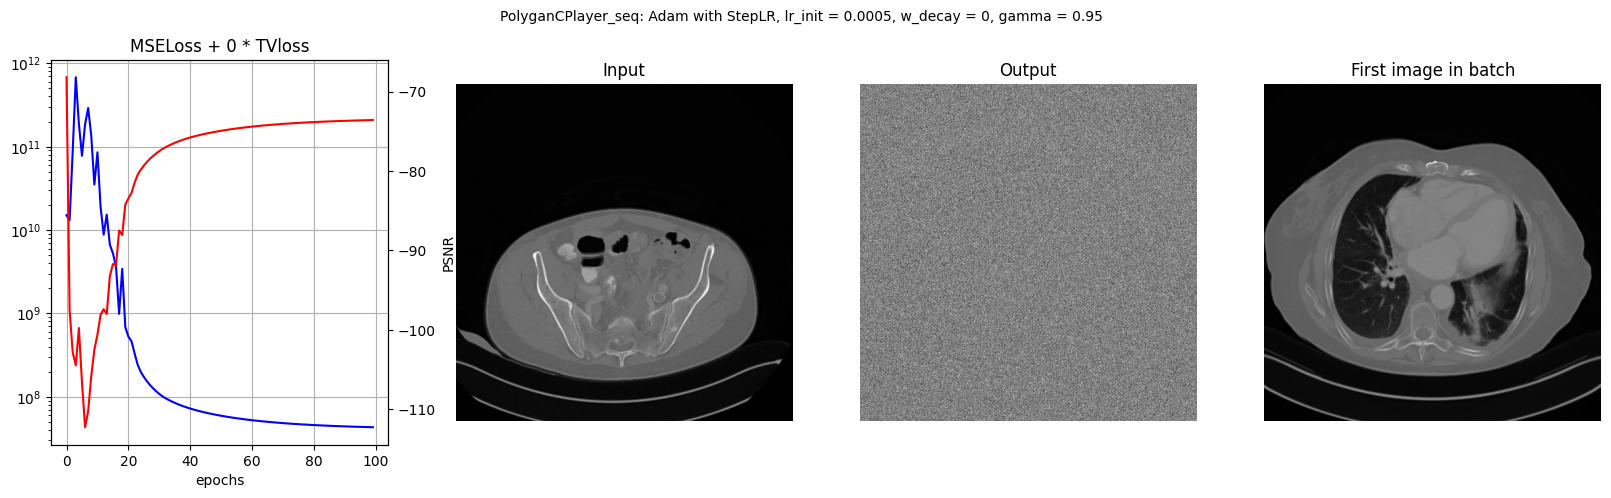 PolyganCPlayer_seq: Adam with StepLR, lr_init = 0.0005, w_decay = 0, gamma = 0.95
MSELoss + 0 * TVloss
10^12
10^11
10^10
10^9
10^8
0 20 40 60 80 100
epochs
−70
−80
−90
−100
−110
PSNR
Input
Output
First image in batch